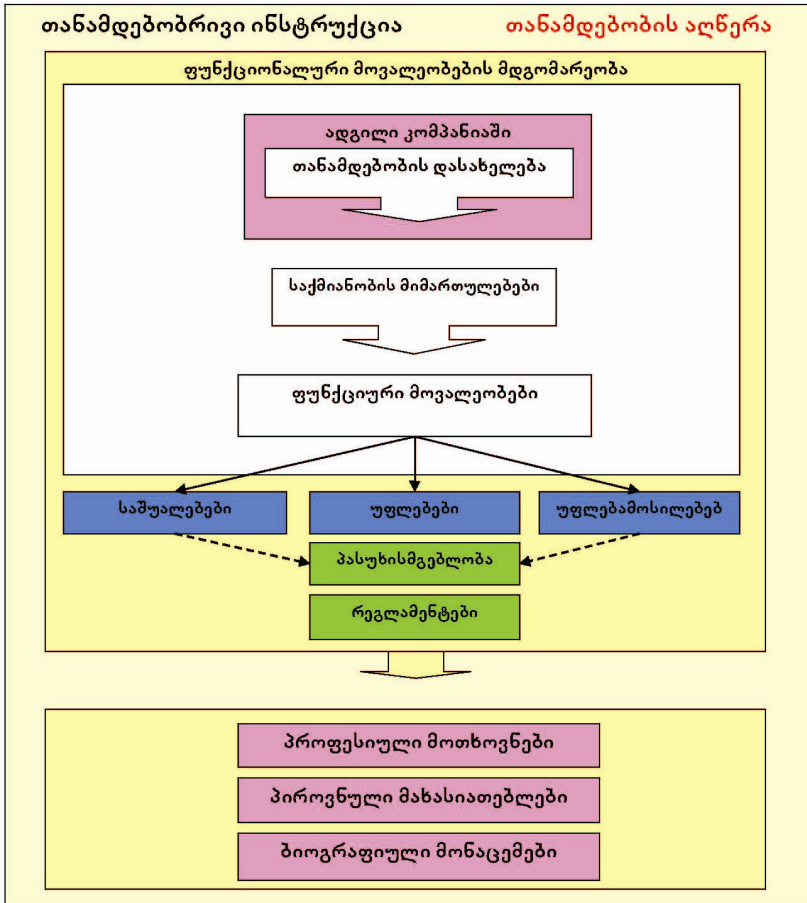 თანამდებობრივი ინსტრუქცია თანამდებობის აღწერა
ფუნქციონალური მოვალეობების მდგომარეობა
ადგილი კომპანიაში
თანამდებობის დასახელება
საქმიანობის მიმართულებები
ფუნქციური მოვალეობები
საშუალებები უფლებები უფლებამოსილებებ
პასუხისმგებლობა
რეგლამენტები
პროფესიული მოთხოვნები
პიროვნული მახასიათებლები
ბიოგრაფიული მონაცემები